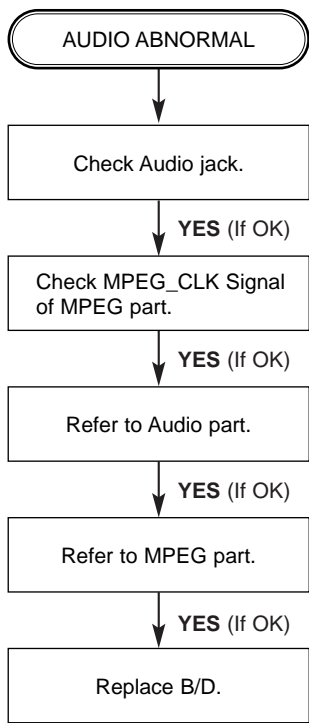 AUDIO ABNORMAL
Check Audio jack.
YES (If OK)
Check MPEG_CLK Signal
of MPEG part.
YES (If OK)
Refer to Audio part.
YES (If OK)
Refer to MPEG part.
YES (If OK)
Replace B/D.